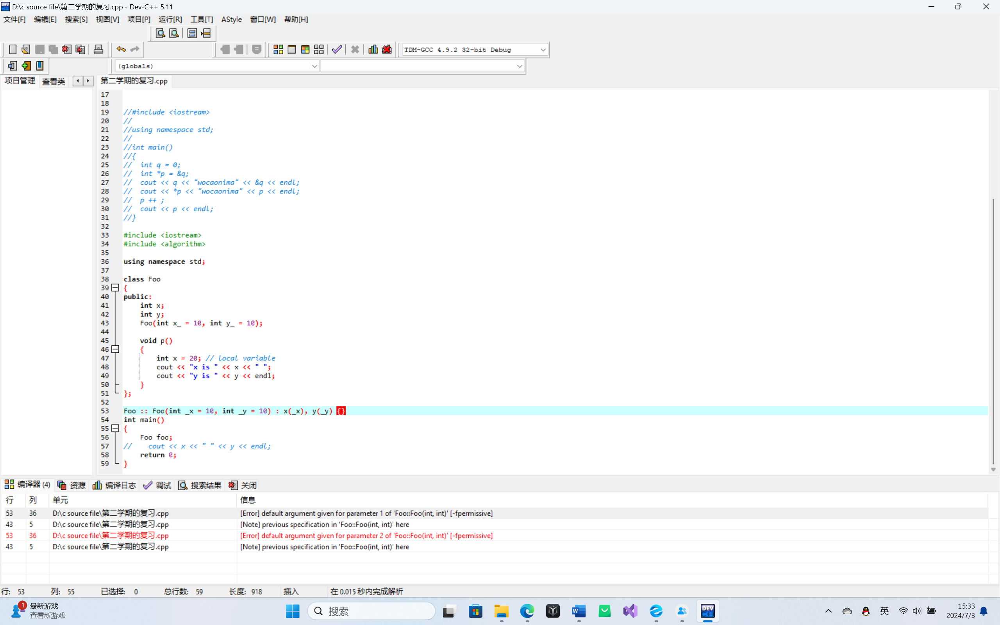 D:\c source file\第二学期的复习.cpp - Dev-C++ 5.11
文件[F] 编辑[E] 搜索[S] 视图[V] 项目[P] 运行[R] 工具[T] AStyle 窗口[W] 帮助[H]
TDM-GCC 4.9.2 32-bit Debug
(globals)
项目管理 查看类 第二学期的复习.cpp
17
18
19 //#include <iostream>
20 //
21 //using namespace std;
22 //
23 //int main()
24 //{
25 // int q = 0;
26 // int *p = &q;
27 // cout << q << "wocaonima" << &q << endl;
28 // cout << *p << "wocaonima" << p << endl;
29 // p ++ ;
30 // cout << p << endl;
31 //}
32
33 #include <iostream>
34 #include <algorithm>
35
36 using namespace std;
37
38 class Foo
39 {
40 public:
41 int x;
42 int y;
43 Foo(int x_ = 10, int y_ = 10);
44
45 void p()
46 {
47 int x = 20; // local variable
48 cout << "x is " << x << " ";
49 cout << "y is " << y << endl;
50 }
51 };
52
53 Foo :: Foo(int _x = 10, int _y = 10) : x(_x), y(_y) {}
54 int main()
55 {
56 Foo foo;
57 // cout << x << " " << y << endl;
58 return 0;
59 }
编译器 (4) 资源 编译日志 调试 搜索结果 关闭
行 列 单元 信息
53 36 D:\c source file\第二学期的复习.cpp [Error] default argument given for parameter 1 of 'Foo::Foo(int, int)' [-fpermissive]
43 5 D:\c source file\第二学期的复习.cpp [Note] previous specification in 'Foo::Foo(int, int)' here
53 36 D:\c source file\第二学期的复习.cpp [Error] default argument given for parameter 2 of 'Foo::Foo(int, int)' [-fpermissive]
43 5 D:\c source file\第二学期的复习.cpp [Note] previous specification in 'Foo::Foo(int, int)' here
行: 53 列: 55 已选择: 0 总行数: 59 长度: 918 插入 在 0.015 秒内完成解析
1 最新游戏
查看新游戏
搜索
DEV C++
英
15:33
2024/7/3